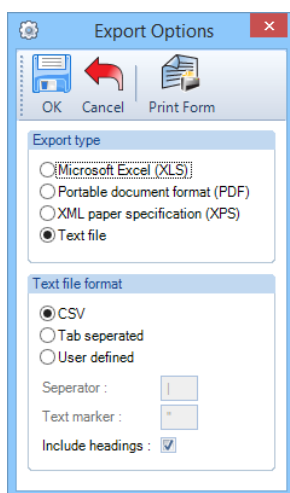 Export Options
OK Cancel Print Form
Export type
Microsoft Excel (XLS)
Portable document format (PDF)
XML paper specification (XPS)
Text file
Text file format
CSV
Tab seperated
User defined
Seperator : |
Text marker : "
Include headings :